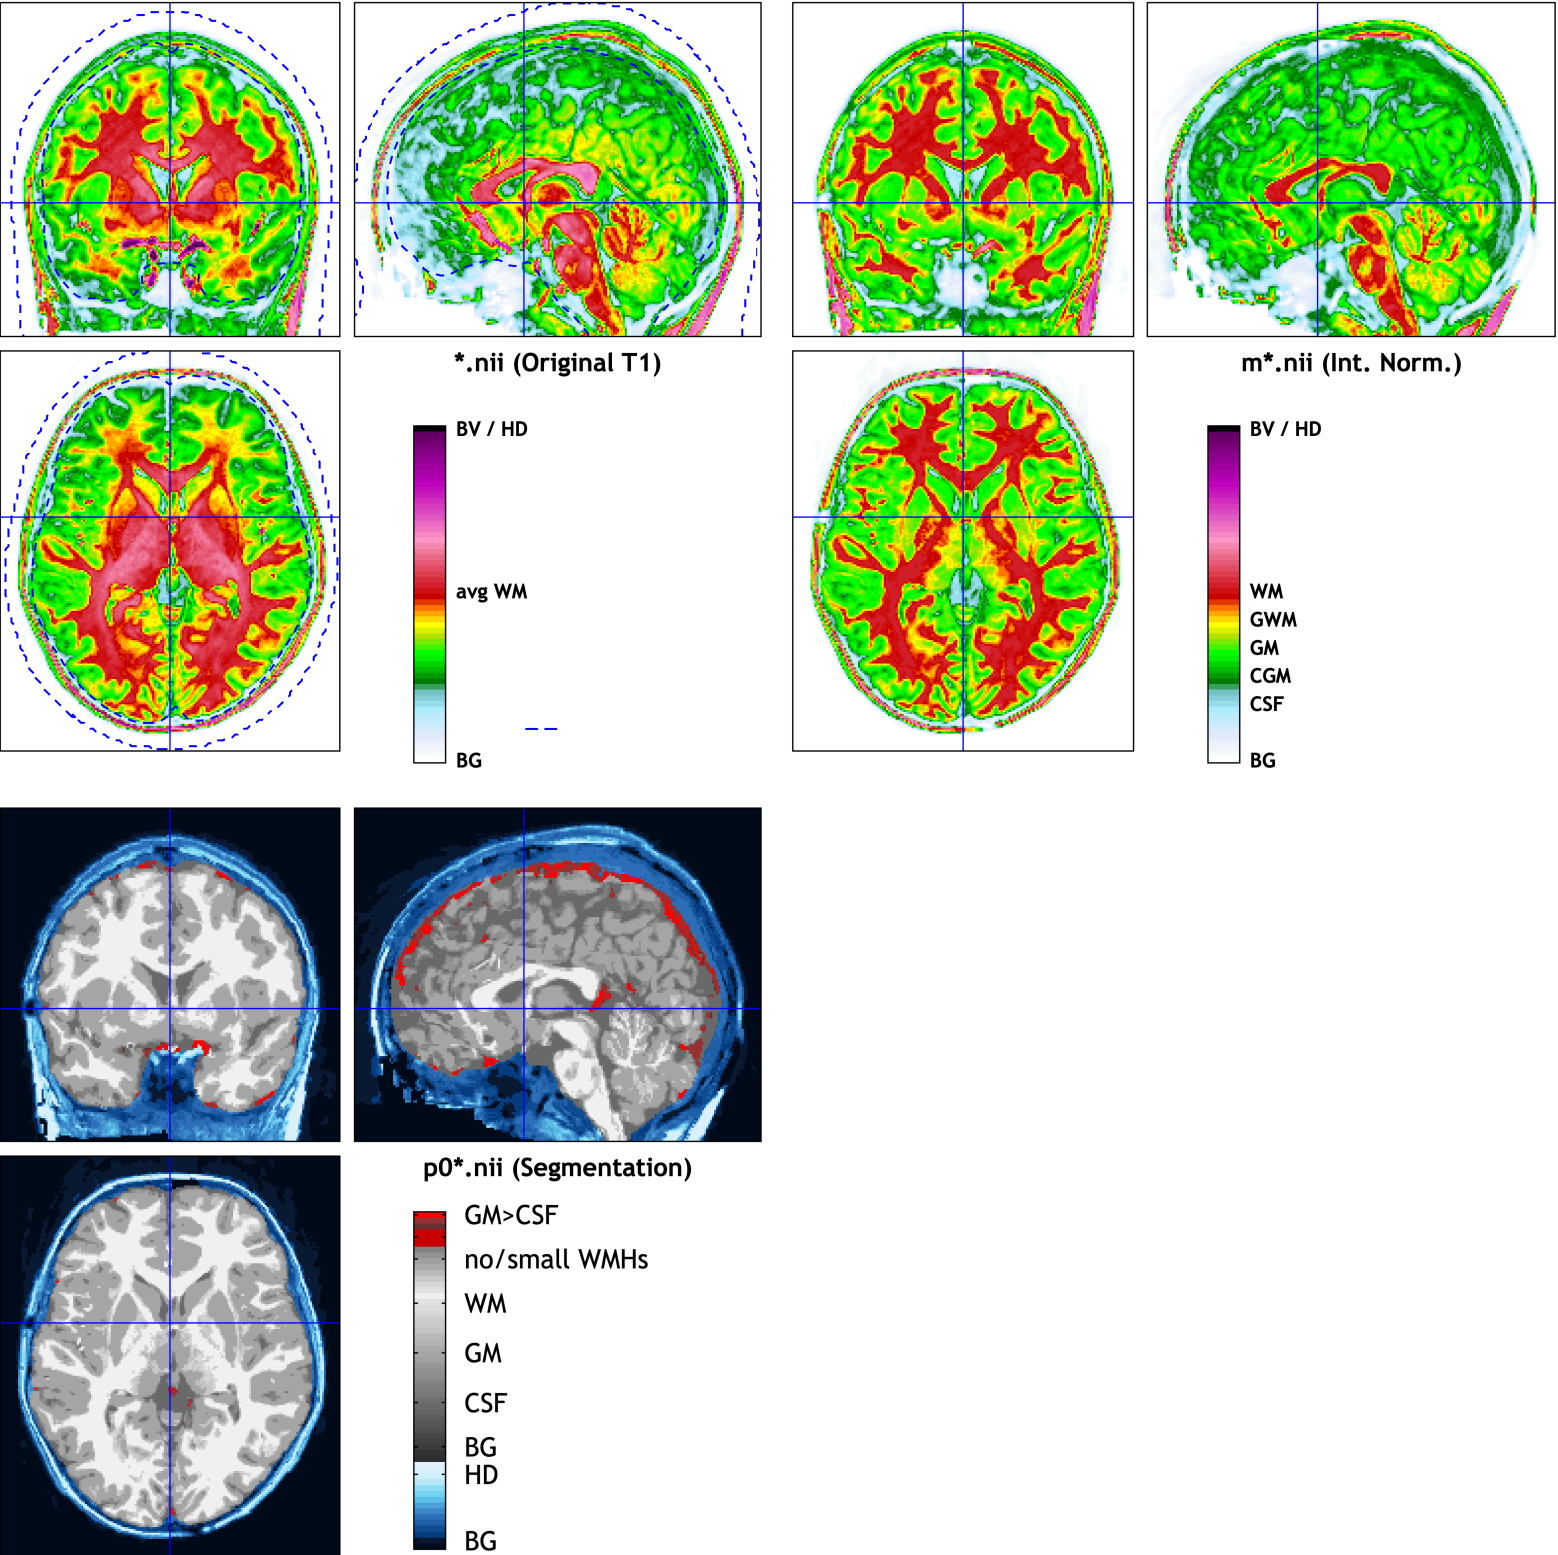 *.nii (Original T1)
BV / HD
avg WM
BG
m*.nii (Int. Norm.)
BV / HD
WM
GWM
GM
CGM
CSF
BG
p0*.nii (Segmentation)
GM>CSF
no/small WMHs
WM
GM
CSF
BG
HD
BG